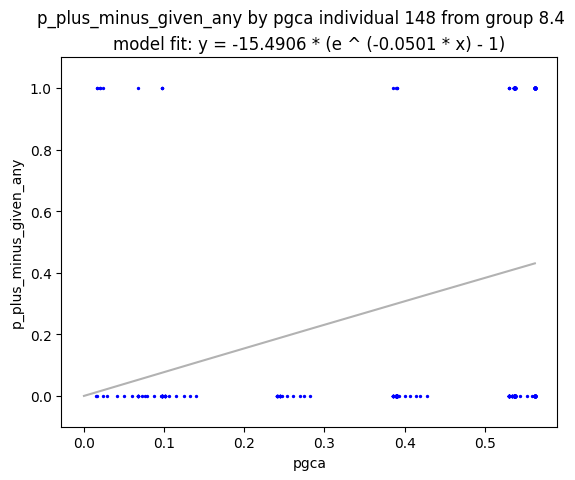 p_plus_minus_given_any by pgca individual 148 from group 8.4
model fit: y = -15.4906 * (e ^ (-0.0501 * x) - 1)
1.0
0.8
0.6
0.4
0.2
0.0
p_plus_minus_given_any
0.0 0.1 0.2 0.3 0.4 0.5
pgca